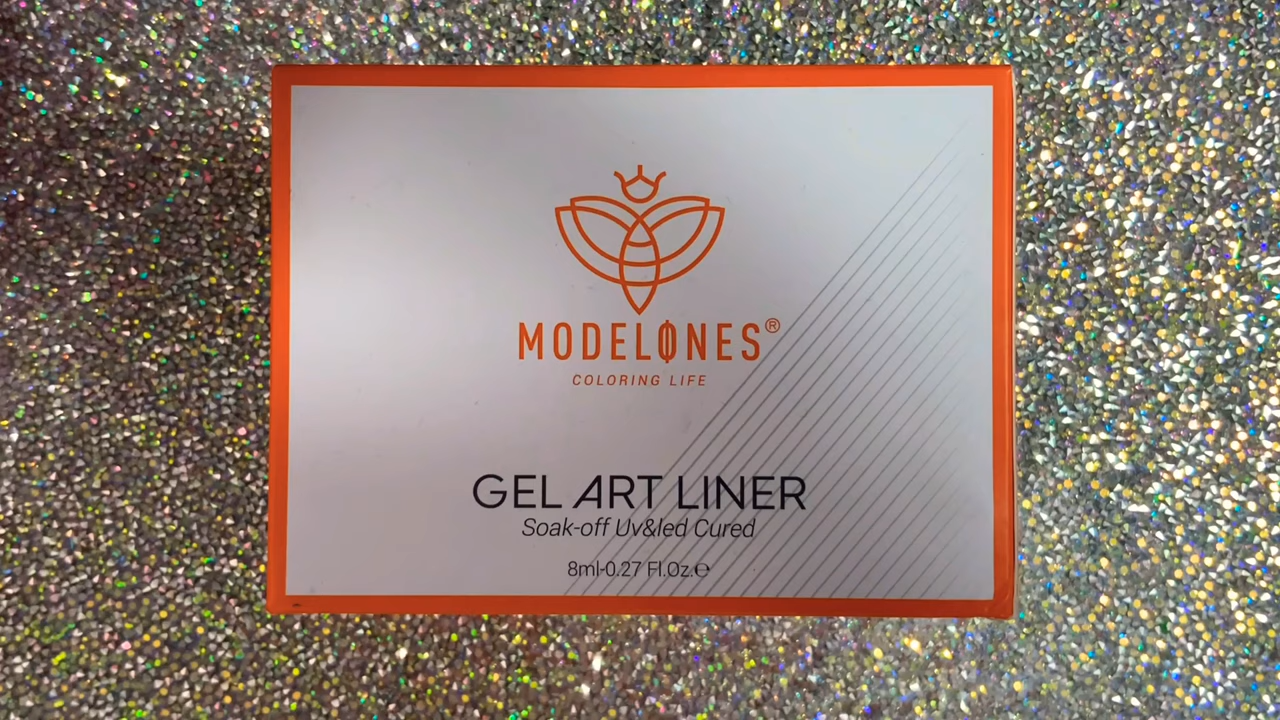 MODELONES®
COLORING LIFE
GEL ART LINER
Soak-off Uv&led Cured
8ml-0.27 Fl.Oz.℮